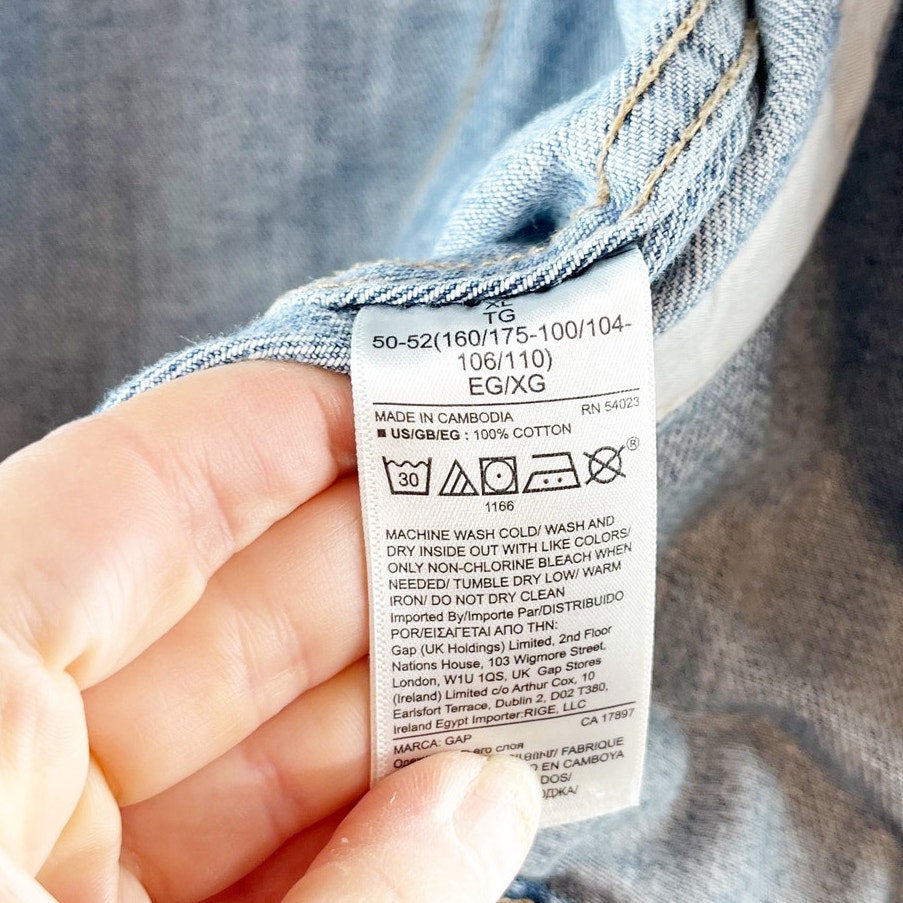 XL
TG
50-52(160/175-100/104-
106/110)
EG/XG
MADE IN CAMBODIA RN 54023
■ US/GB/EG : 100% COTTON
30 ®
1166
MACHINE WASH COLD/ WASH AND
DRY INSIDE OUT WITH LIKE COLORS/
ONLY NON-CHLORINE BLEACH WHEN
NEEDED/ TUMBLE DRY LOW/ WARM
IRON/ DO NOT DRY CLEAN
Imported By/Importe Par/DISTRIBUIDO
POR/ΕΙΣΑΓΕΤΑΙ ΑΠΟ ΤΗΝ:
Gap (UK Holdings) Limited, 2nd Floor
Nations House, 103 Wigmore Street,
London, W1U 1QS, UK Gap Stores
(Ireland) Limited c/o Arthur Cox, 10
Earlsfort Terrace, Dublin 2, D02 T380,
Ireland Egypt Importer:RIGE, LLC
CA 17897
MARCA: GAP
его слоя FABRIQUE
EN CAMBOYA
DOS/